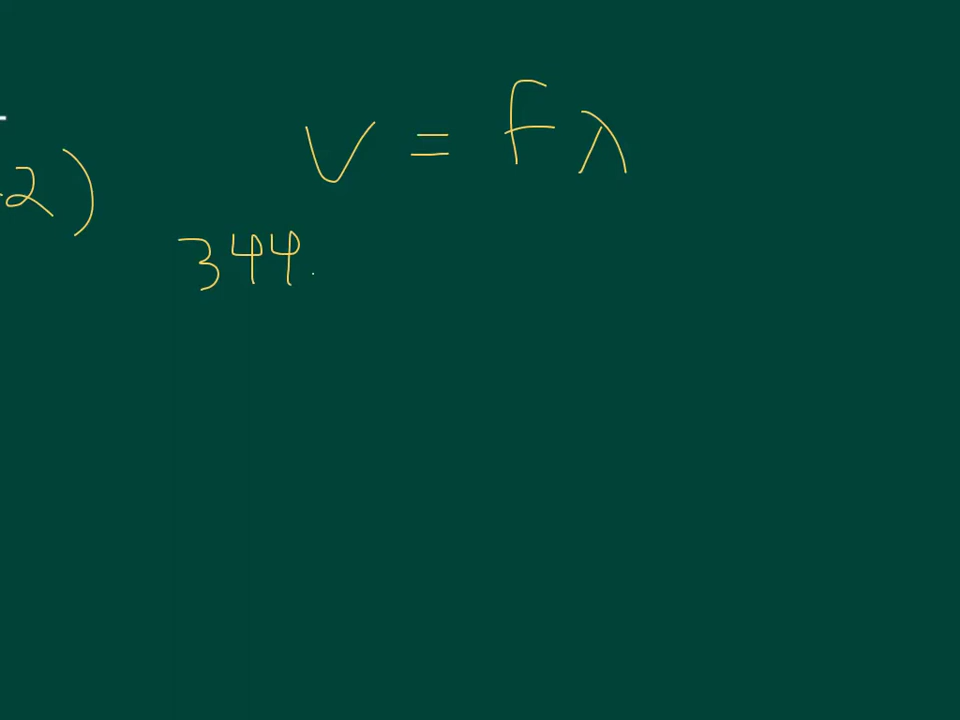 v = fλ
2)
344.